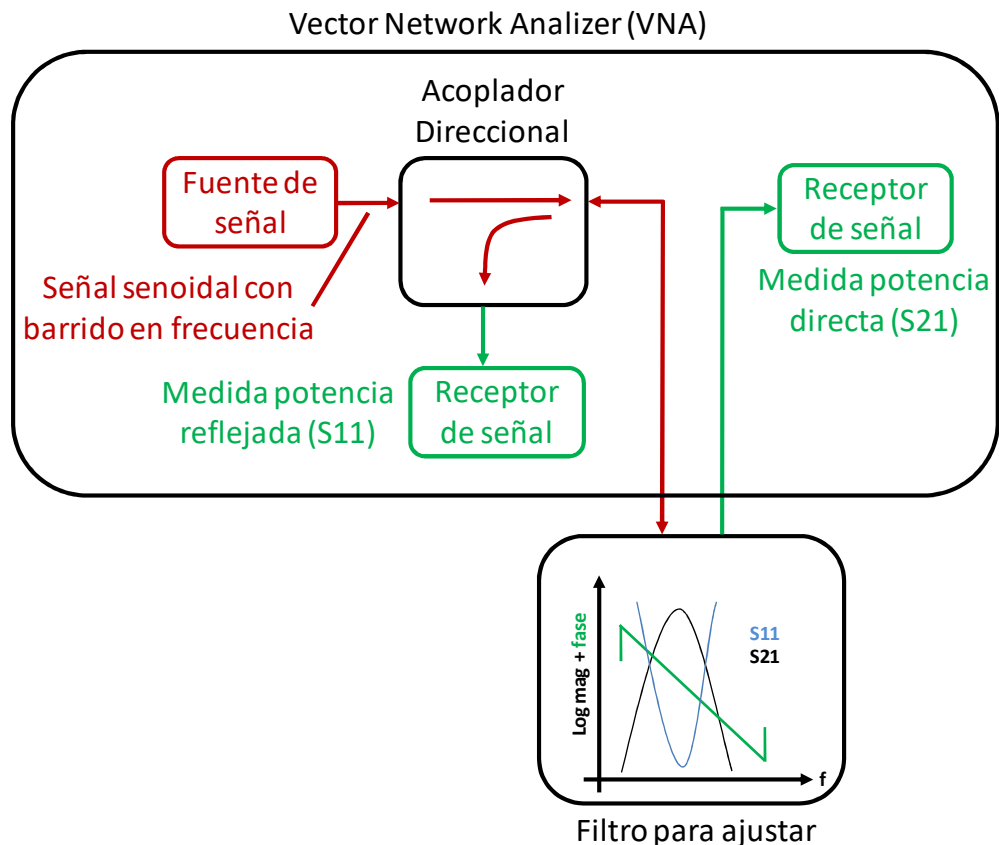 Vector Network Analizer (VNA)
Acoplador
Direccional
Fuente de
señal
Receptor
de señal
Señal senoidal con
barrido en frecuencia
Medida potencia
directa (S21)
Medida potencia
reflejada (S11)
Receptor
de señal
Log mag + fase
S11
S21
f
Filtro para ajustar